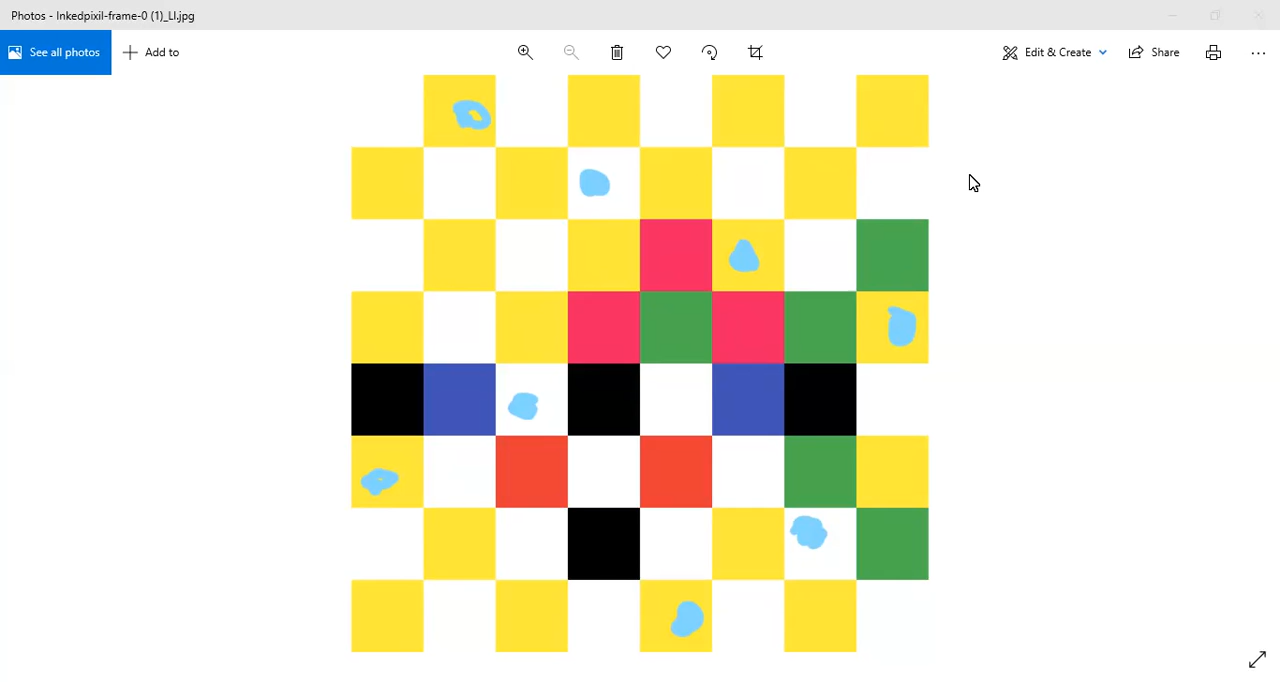 Photos - Inkedpixil-frame-0 (1)_LI.jpg
See all photos
Add to
Edit & Create
Share